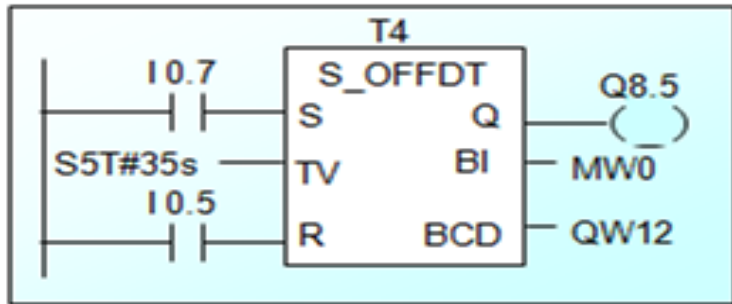 T4
I 0.7
S_OFFDT
Q8.5
S
Q
S5T#35s
TV
BI
MW0
I 0.5
R
BCD
QW12